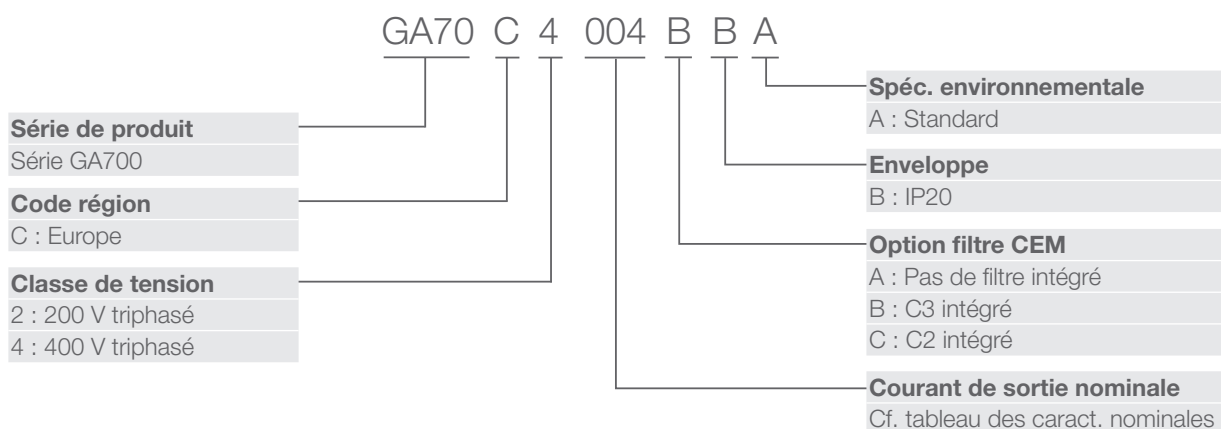 GA70 C 4 004 B B A
Série de produit
Série GA700
Code région
C : Europe
Classe de tension
2 : 200 V triphasé
4 : 400 V triphasé
Spéc. environnementale
A : Standard
Enveloppe
B : IP20
Option filtre CEM
A : Pas de filtre intégré
B : C3 intégré
C : C2 intégré
Courant de sortie nominale
Cf. tableau des caract. nominales